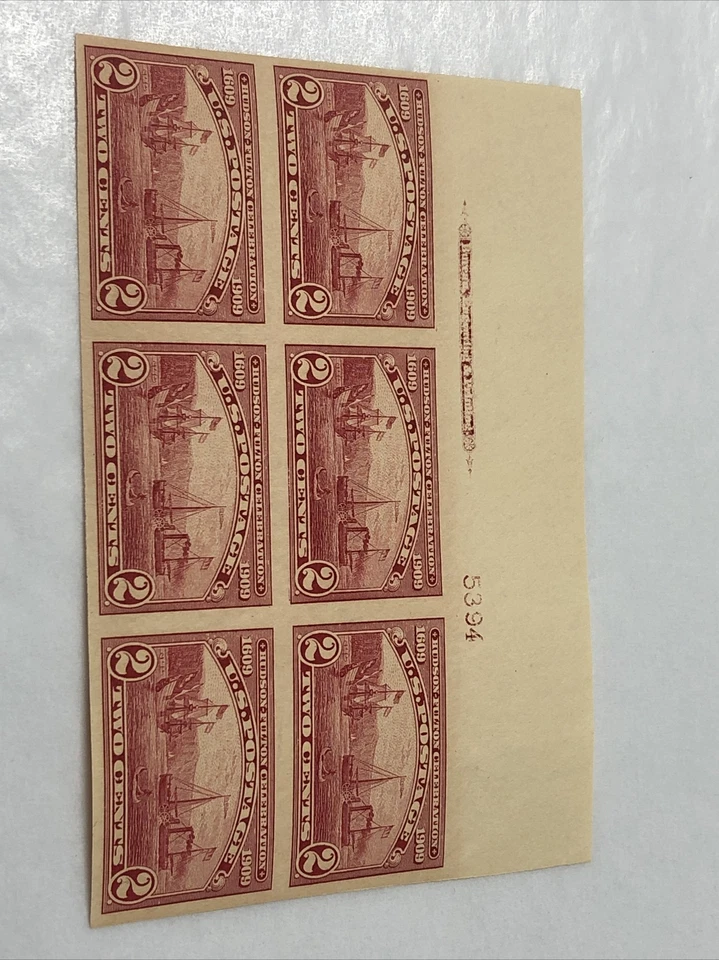 5394
+HUDSON-FULTON CELEBRATION+
1609 1909
U.S. POSTAGE
2 TWO CENTS 2
+HUDSON-FULTON CELEBRATION+
1609 1909
U.S. POSTAGE
2 TWO CENTS 2
+HUDSON-FULTON CELEBRATION+
1609 1909
U.S. POSTAGE
2 TWO CENTS 2
+HUDSON-FULTON CELEBRATION+
1609 1909
U.S. POSTAGE
2 TWO CENTS 2
+HUDSON-FULTON CELEBRATION+
1609 1909
U.S. POSTAGE
2 TWO CENTS 2
+HUDSON-FULTON CELEBRATION+
1609 1909
U.S. POSTAGE
2 TWO CENTS 2